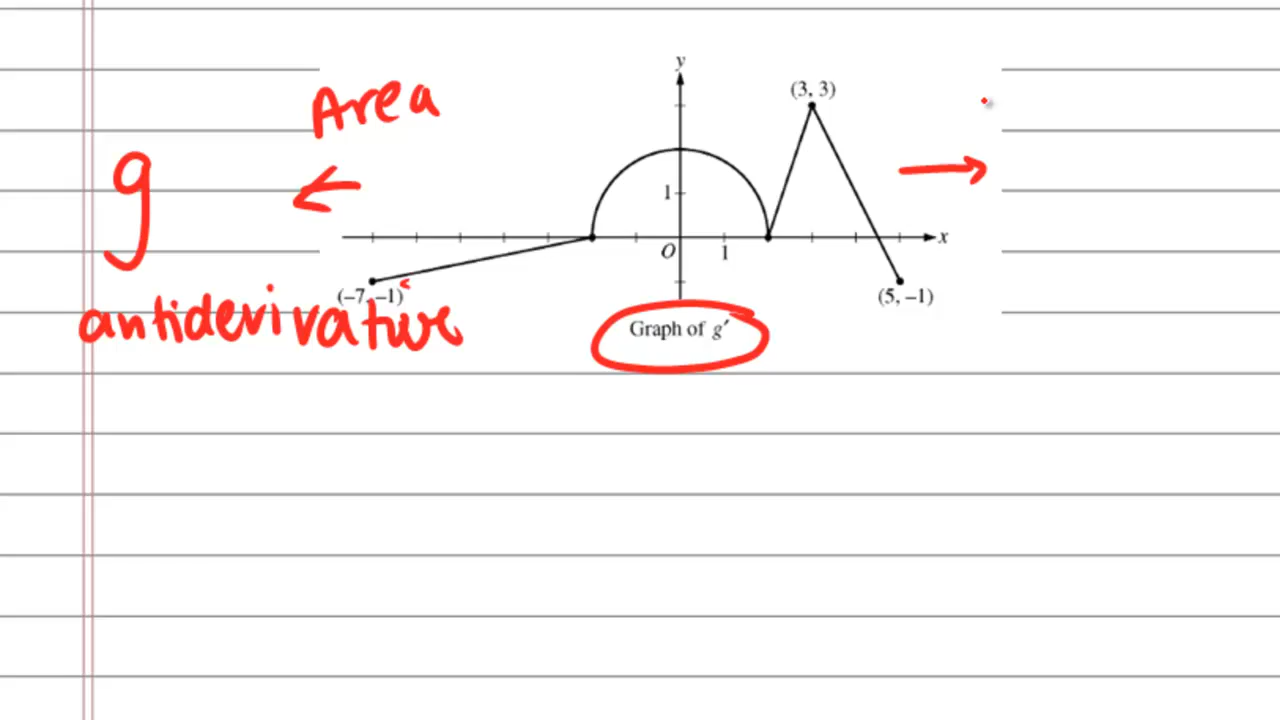 y
(3, 3)
Area
g
1
O
1
x
(–7, –1)
(5, –1)
antiderivative
Graph of g′